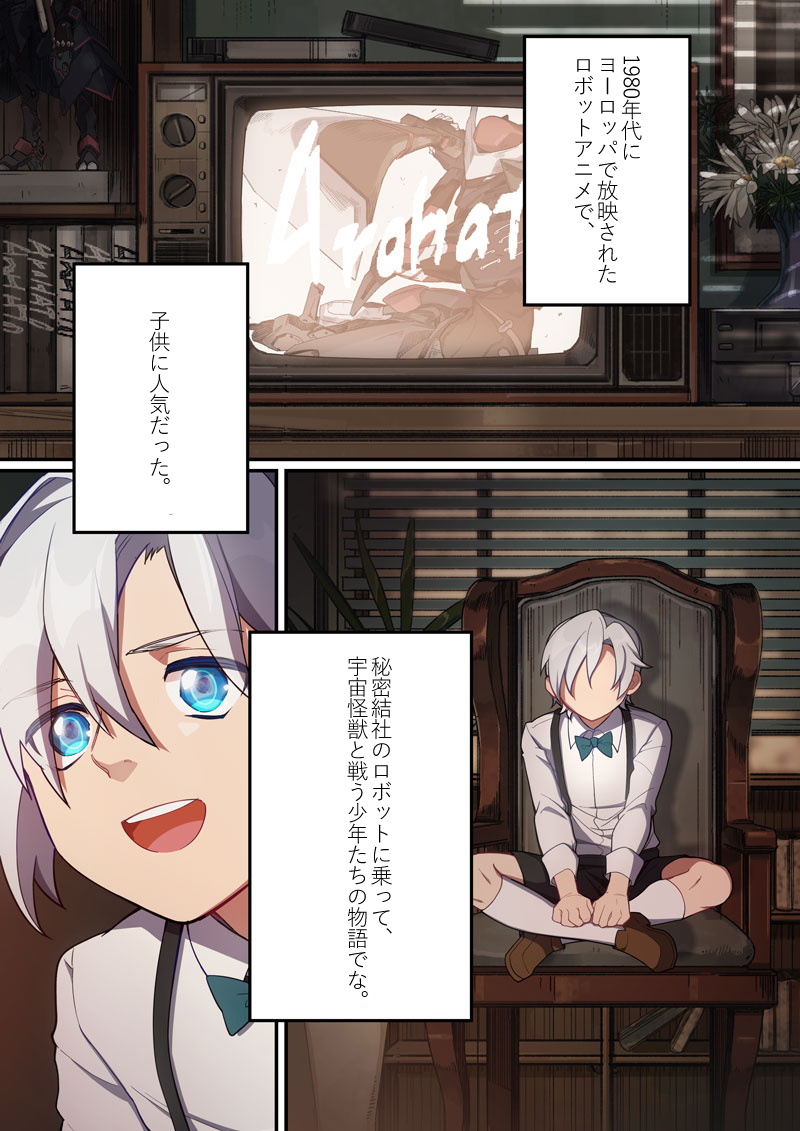 1980年代に
ヨーロッパで放映された
ロボットアニメで、
子供に人気だった。
秘密結社のロボットに乗って、
宇宙怪獣と戦う少年たちの物語でな。